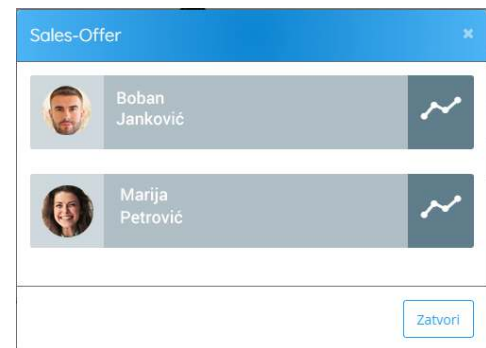 Sales-Offer
Boban
Janković
Marija
Petrović
Zatvori